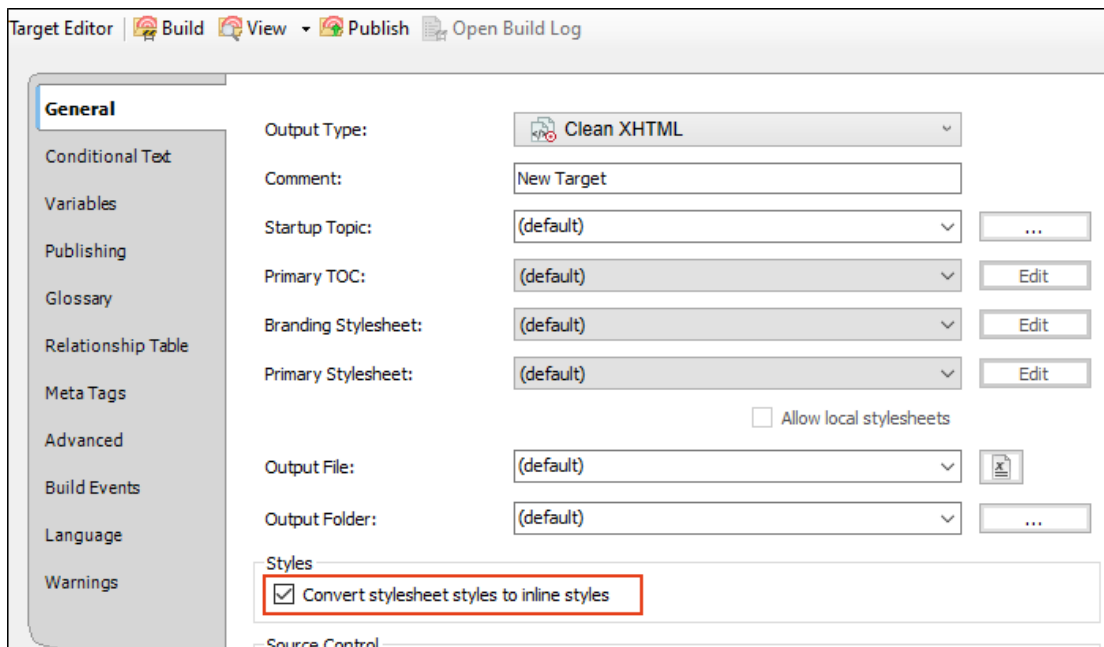 Target Editor Build View Publish Open Build Log
General
Conditional Text
Variables
Publishing
Glossary
Relationship Table
Meta Tags
Advanced
Build Events
Language
Warnings
Output Type: Clean XHTML
Comment: New Target
Startup Topic: (default) ...
Primary TOC: (default) Edit
Branding Stylesheet: (default) Edit
Primary Stylesheet: (default) Edit
Allow local stylesheets
Output File: (default)
Output Folder: (default) ...
Styles
Convert stylesheet styles to inline styles
Source Control